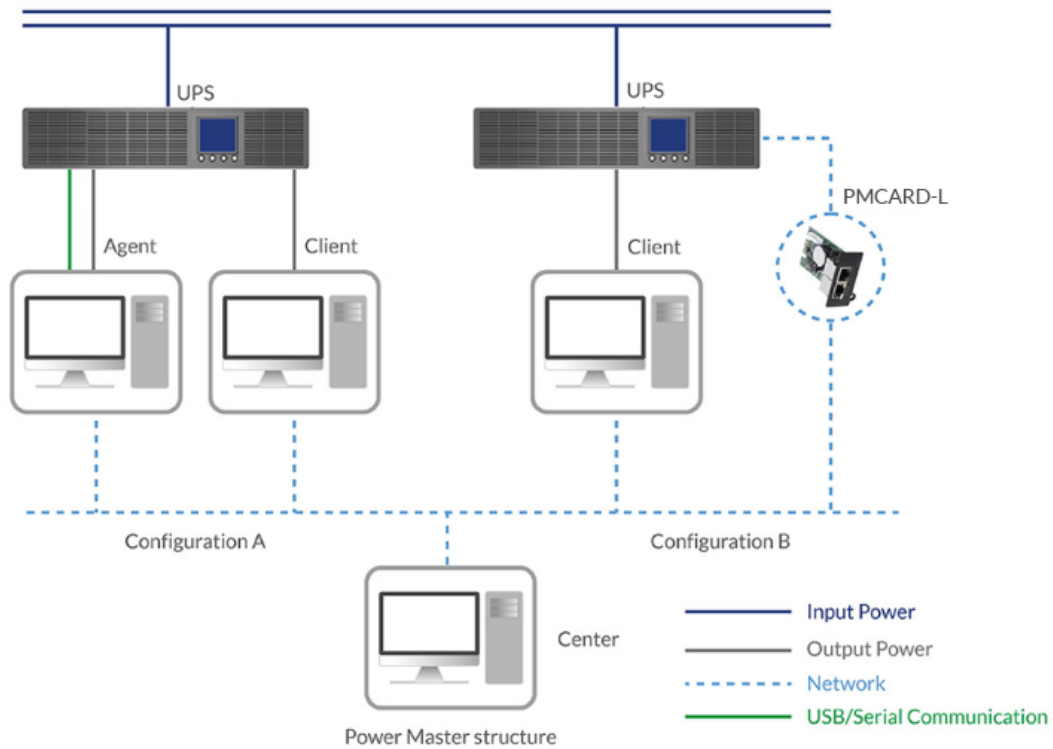 UPS
UPS
PMCARD-L
Agent
Client
Client
Configuration A
Configuration B
Center
Input Power
Output Power
Network
USB/Serial Communication
Power Master structure